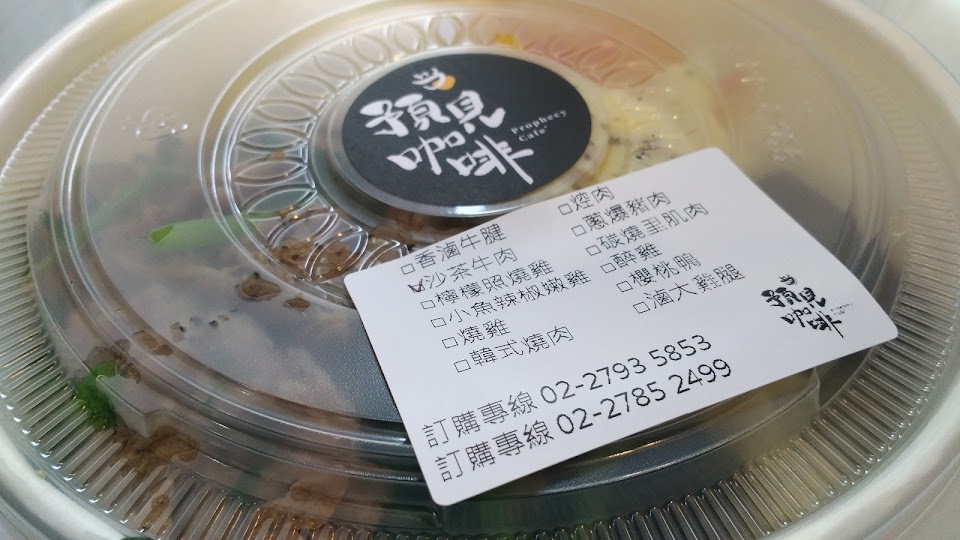 預見
咖啡
Prophecy
Cafe
□香滷牛腱
☑沙茶牛肉
□檸檬照燒雞
□小魚辣椒嫩雞
□燒雞
□韓式燒肉
□焢肉
□蔥爆豬肉
□碳燒里肌肉
□醉雞
□櫻桃鴨
□滷大雞腿
訂購專線 02-2793 5853
訂購專線 02-2785 2499
預見
咖啡